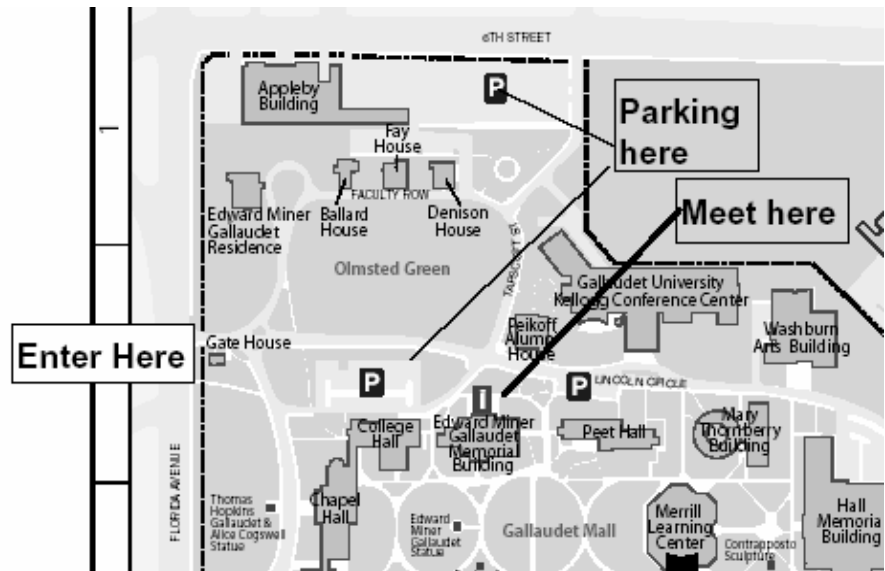 6TH STREET
P
Appleby
Building
Parking
here
1
Fay
House
Meet here
FACULTY ROW
Edward Miner
Gallaudet
Residence
Ballard
House
Denison
House
TAPSCOTT ST.
Olmsted Green
Gallaudet University
Kellogg Conference Center
Peikoff
Alumni
House
Washburn
Arts Building
Enter Here
Gate House
P
i
P
LINCOLN CIRCLE
College
Hall
Edward Miner
Gallaudet
Memorial
Building
Peet Hall
Mary
Thornberry
Building
FLORIDA AVENUE
Thomas
Hopkins
Gallaudet &
Alice Cogswell
Statue
Chapel
Hall
Edward
Miner
Gallaudet
Statue
Gallaudet Mall
Merrill
Learning
Center
Contrapposto
Sculpture
Hall
Memorial
Building